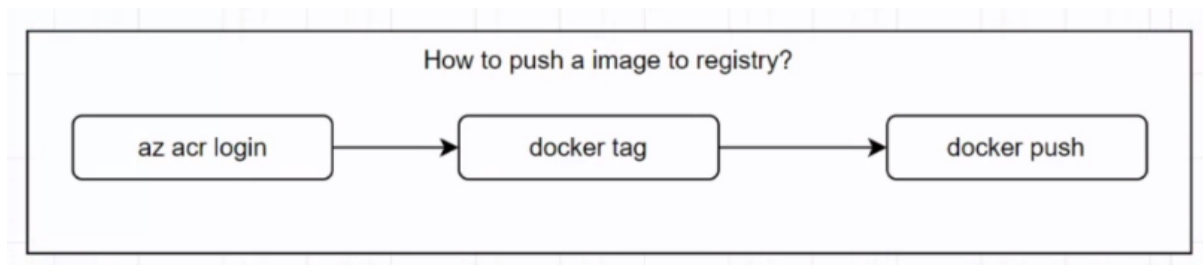 How to push a image to registry?
az acr login
docker tag
docker push